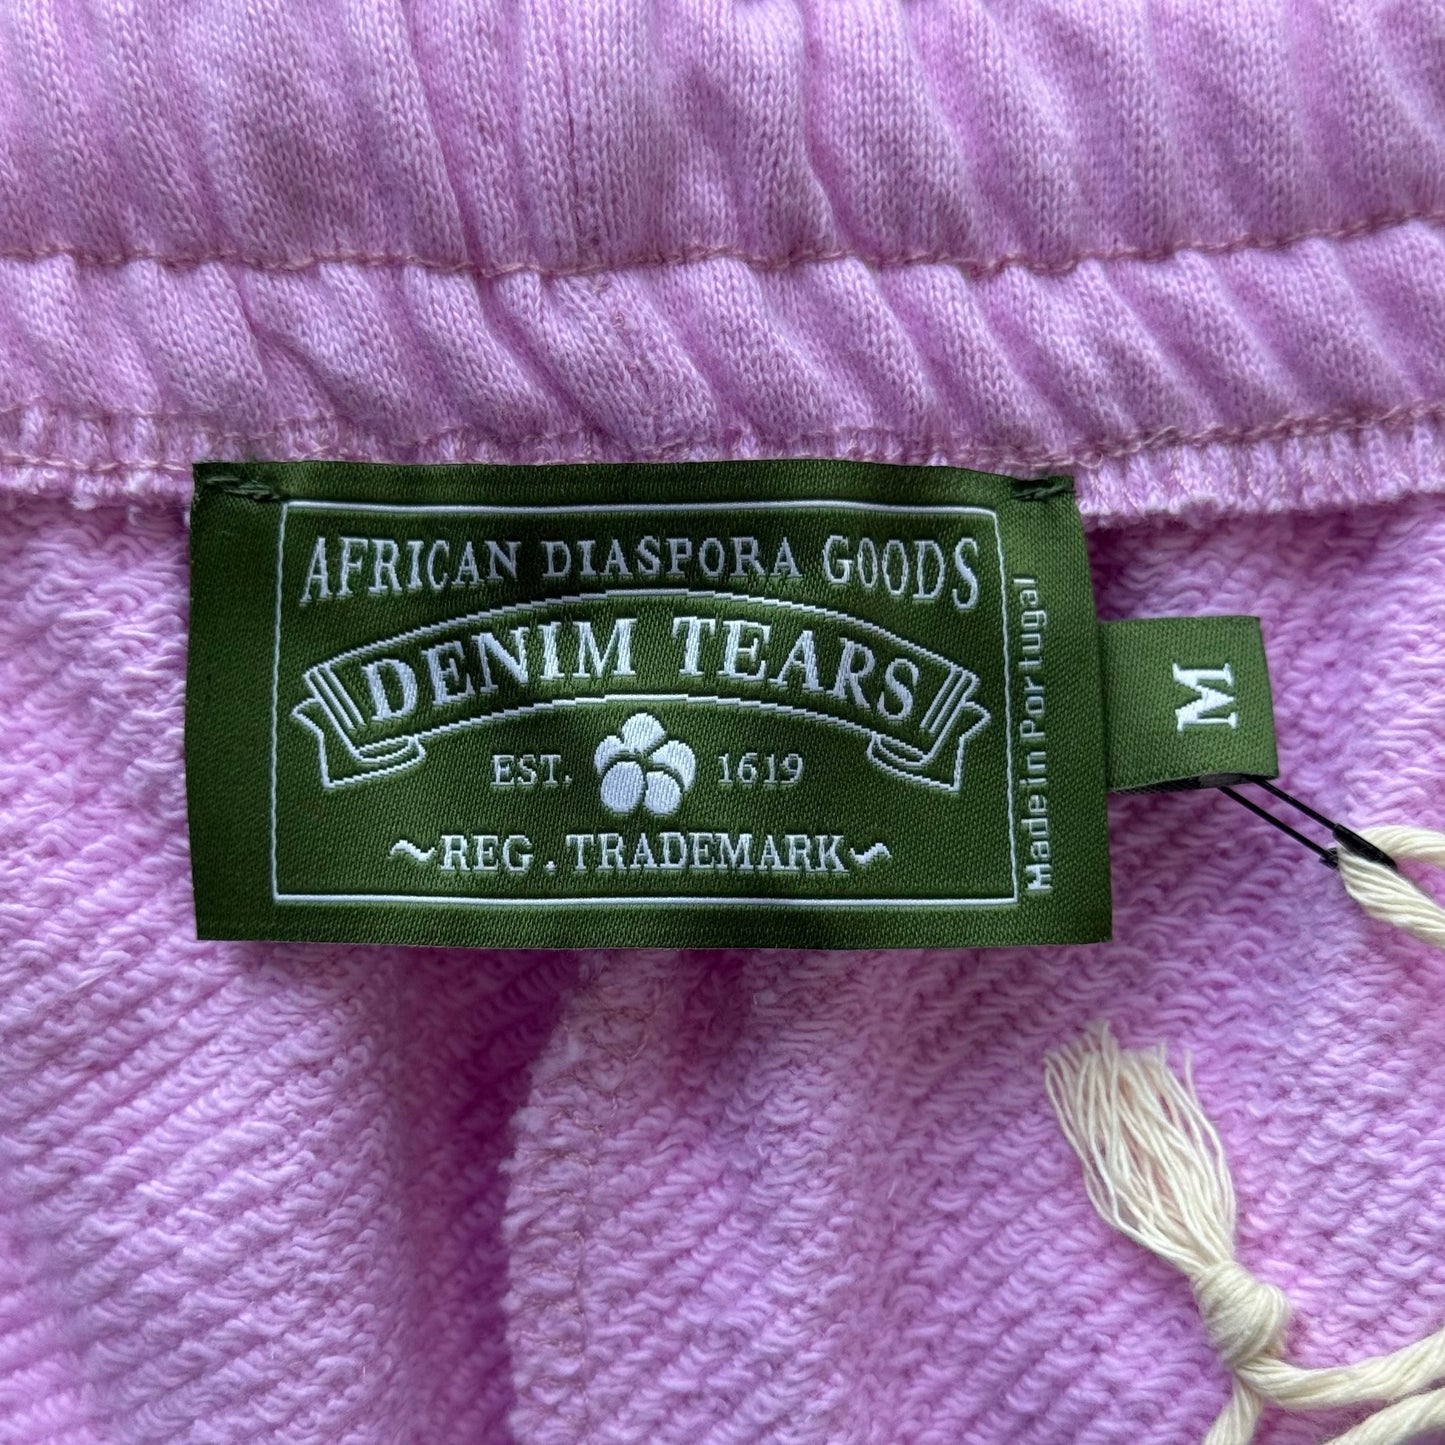 AFRICAN DIASPORA GOODS
DENIM TEARS
EST. 1619
~REG. TRADEMARK~
Made in Portugal
M